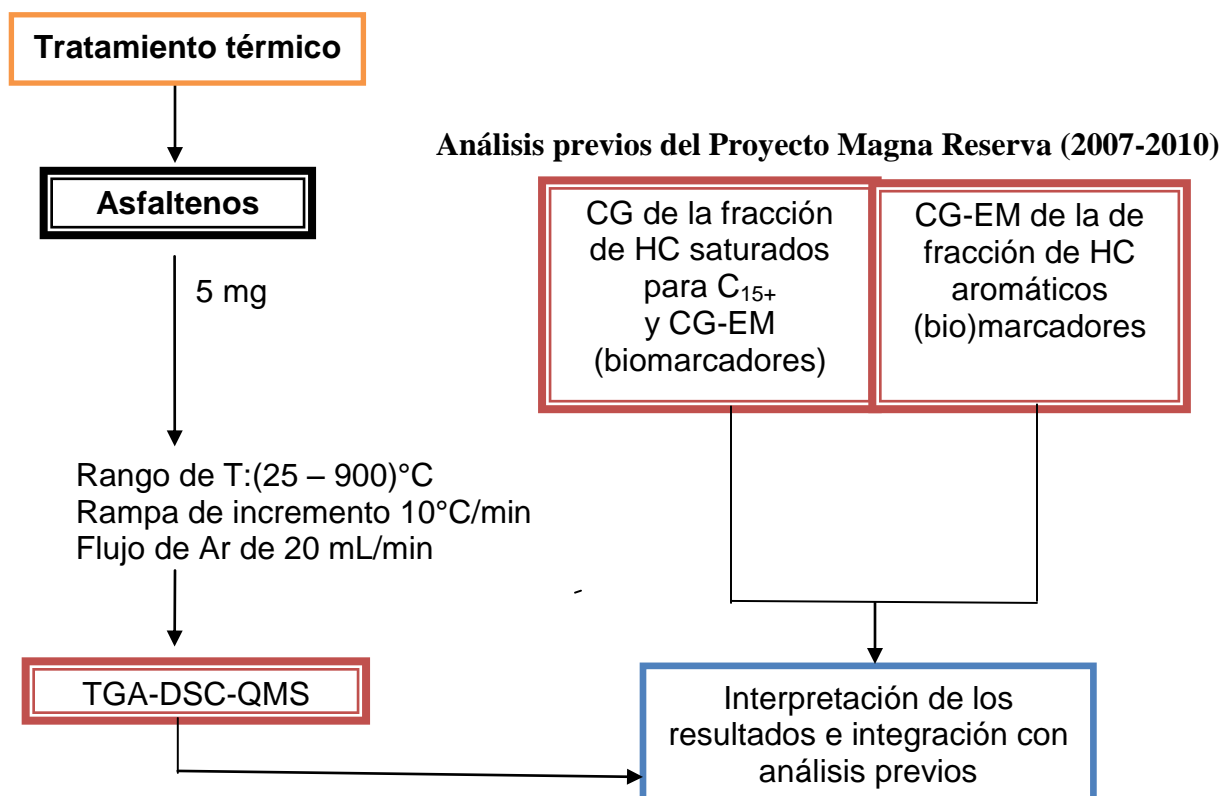 Tratamiento térmico
Asfaltenos
5 mg
Rango de T:(25 – 900)°C
Rampa de incremento 10°C/min
Flujo de Ar de 20 mL/min
TGA-DSC-QMS
Análisis previos del Proyecto Magna Reserva (2007-2010)
CG de la fracción
de HC saturados
para C₁₅₊
y CG-EM
(biomarcadores)
CG-EM de la de
fracción de HC
aromáticos
(bio)marcadores
Interpretación de los
resultados e integración con
análisis previos